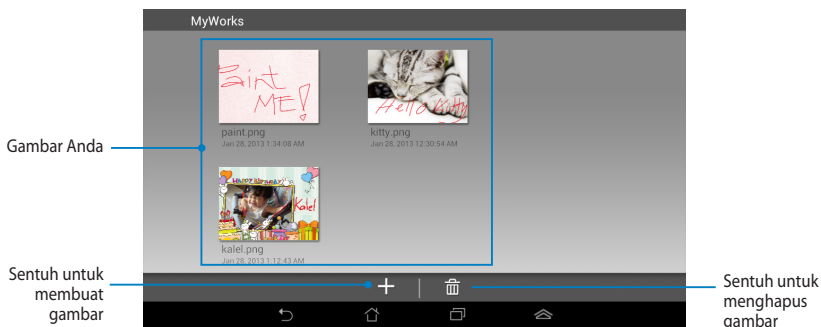 MyWorks
Paint
ME!
paint.png
Jan 28, 2013 1:34:08 AM
Hello Kitty
kitty.png
Jan 28, 2013 12:30:54 AM
Gambar Anda
HAPPY BIRTHDAY
Kalel
kalel.png
Jan 28, 2013 1:12:43 AM
Sentuh untuk
membuat
gambar
Sentuh untuk
menghapus
gambar